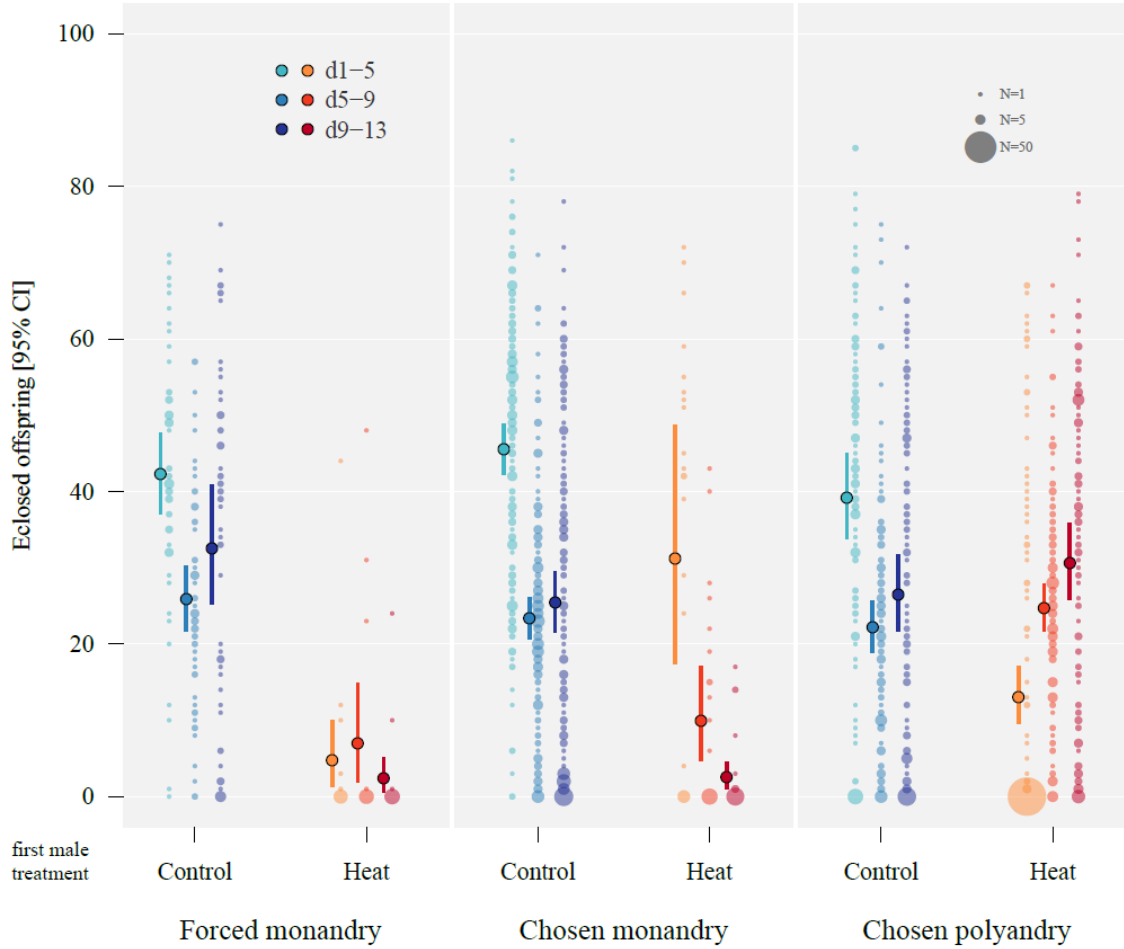 100
80
60
40
20
0
Eclosed offspring [95% CI]
d1−5
d5−9
d9−13
N=1
N=5
N=50
first male
treatment
Control
Heat
Control
Heat
Control
Heat
Forced monandry
Chosen monandry
Chosen polyandry